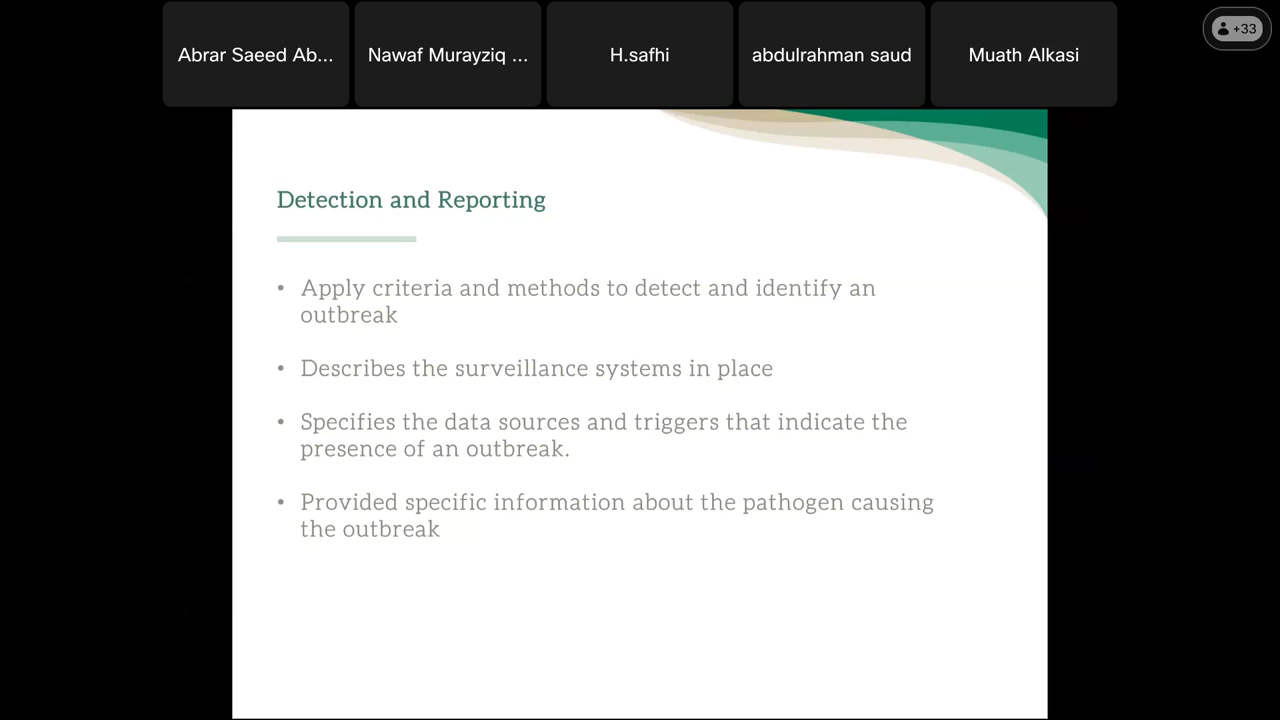 Abrar Saeed Ab...
Nawaf Murayziq ...
H.safhi
abdulrahman saud
Muath Alkasi
+33
Detection and Reporting
• Apply criteria and methods to detect and identify an
outbreak
• Describes the surveillance systems in place
• Specifies the data sources and triggers that indicate the
presence of an outbreak.
• Provided specific information about the pathogen causing
the outbreak